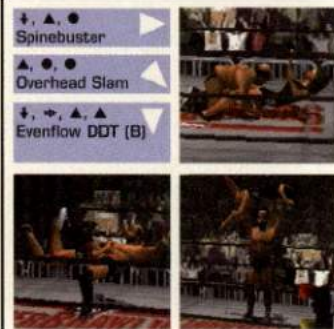 ↓, ▲, ●
Spinebuster
▲, ●, ●
Overhead Slam
↓, →, ▲, ▲
Evenflow DDT (B)